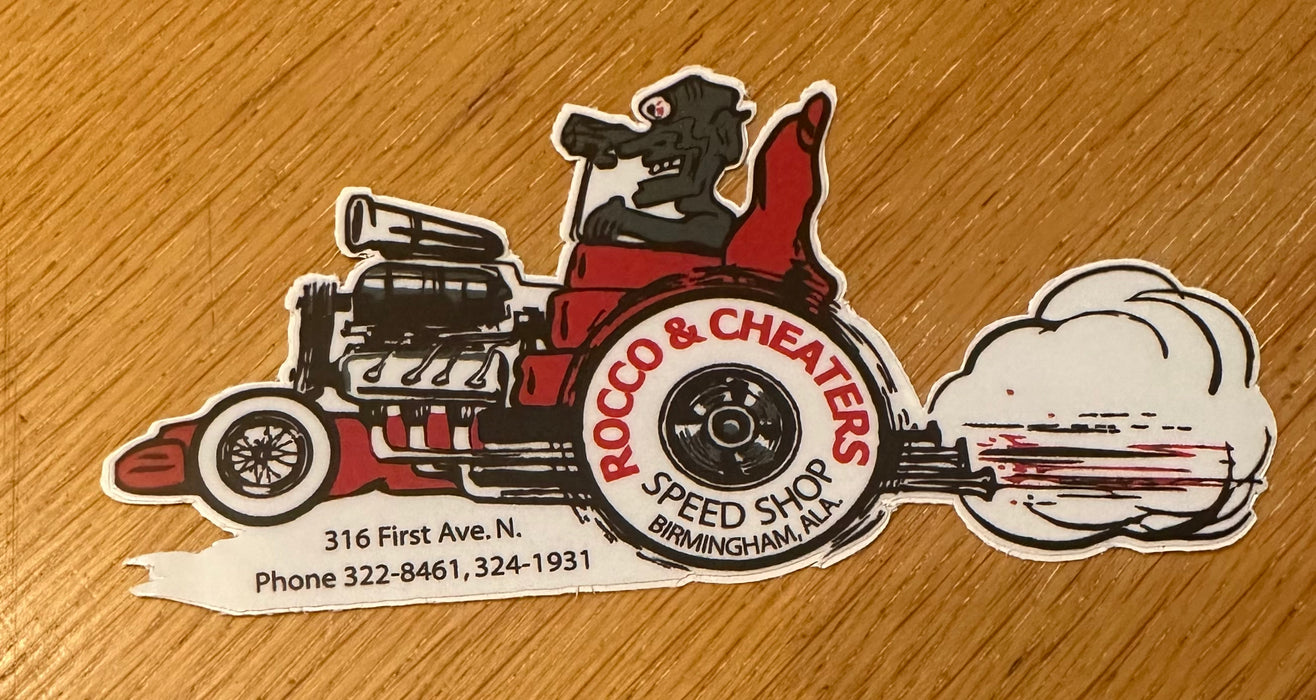 ROCCO & CHEATERS
SPEED SHOP
BIRMINGHAM, ALA.
316 First Ave. N.
Phone 322-8461, 324-1931